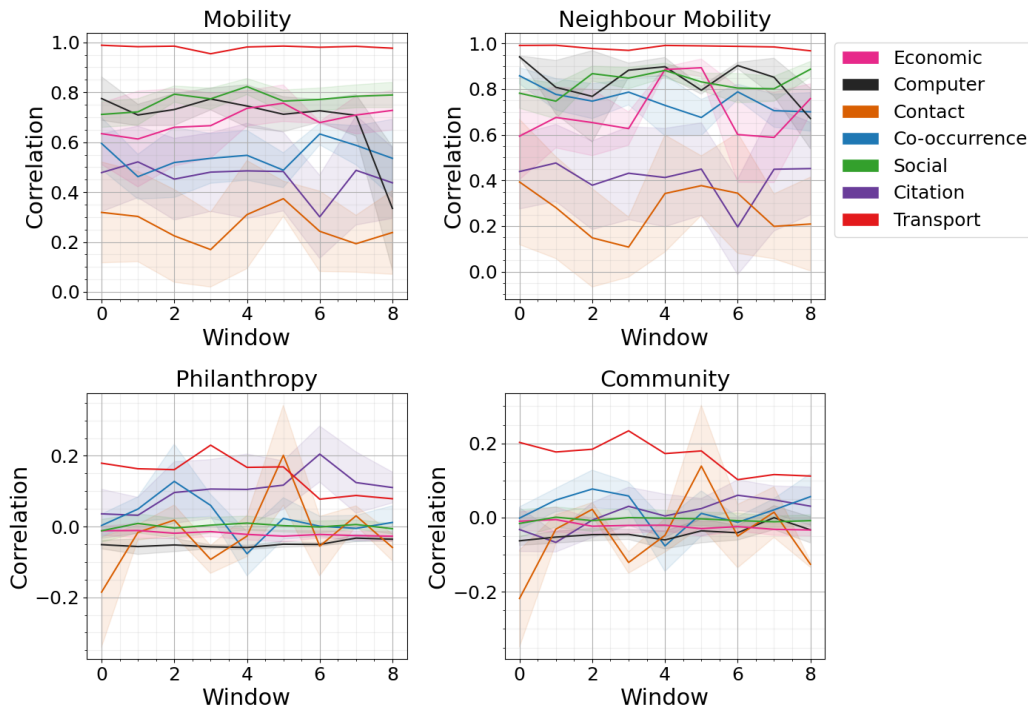 Mobility
1.0
0.8
0.6
0.4
0.2
0.0
Correlation
0
2
4
6
8
Window
Neighbour Mobility
1.0
0.8
0.6
0.4
0.2
0.0
Correlation
0
2
4
6
8
Window
Economic
Computer
Contact
Co-occurrence
Social
Citation
Transport
Philanthropy
0.2
0.0
−0.2
Correlation
0
2
4
6
8
Window
Community
0.2
0.0
−0.2
Correlation
0
2
4
6
8
Window